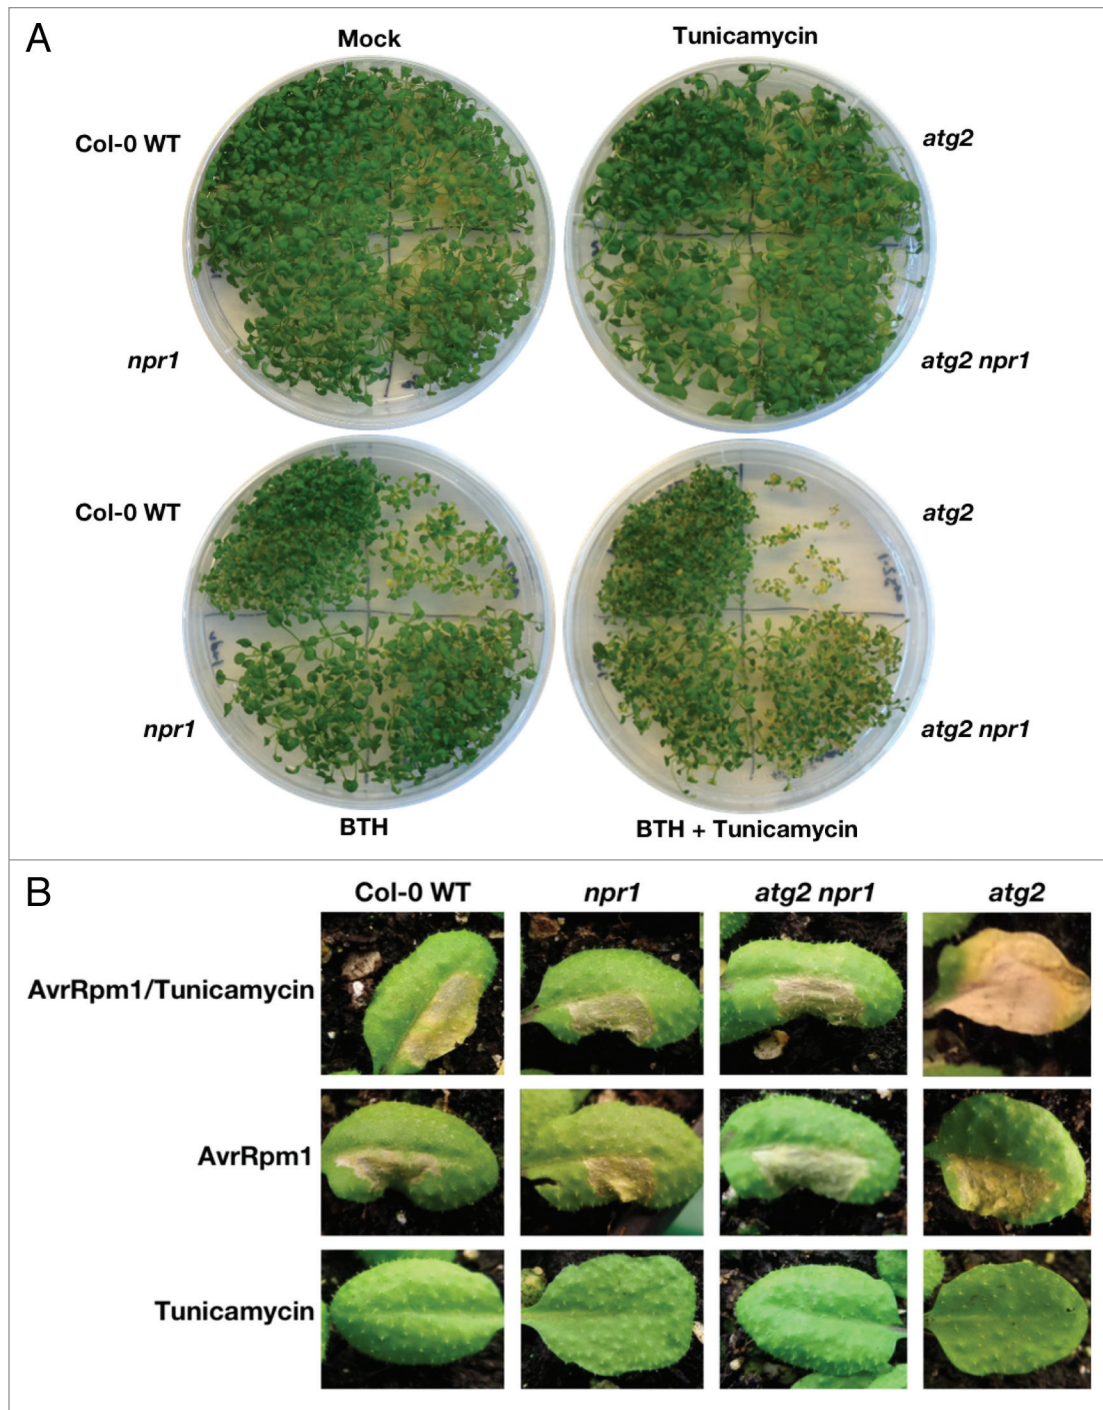 A
Mock
Tunicamycin
Col-0 WT
atg2
npr1
atg2 npr1
Col-0 WT
atg2
npr1
atg2 npr1
BTH
BTH + Tunicamycin
B
Col-0 WT
npr1
atg2 npr1
atg2
AvrRpm1/Tunicamycin
AvrRpm1
Tunicamycin